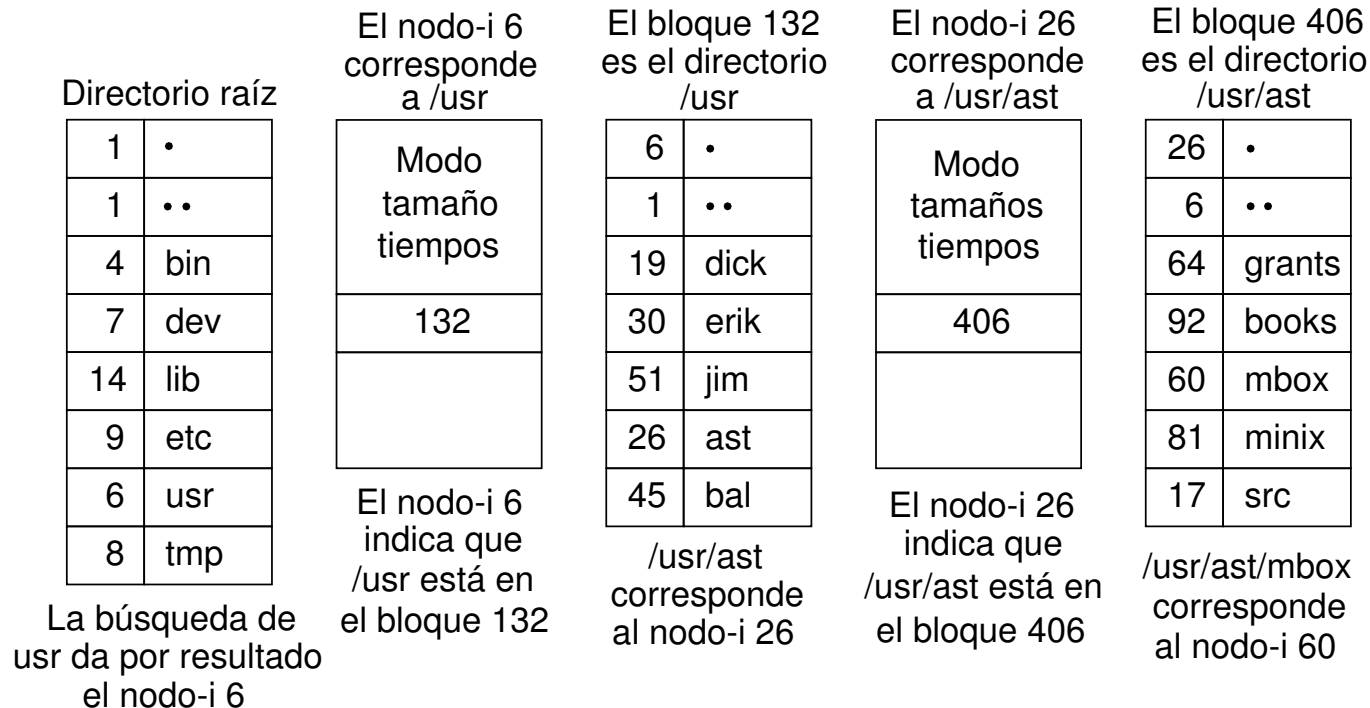 Directorio raíz
1 •
1 ••
4 bin
7 dev
14 lib
9 etc
6 usr
8 tmp
La búsqueda de
usr da por resultado
el nodo-i 6
El nodo-i 6
corresponde
a /usr
Modo
tamaño
tiempos
132
El nodo-i 6
indica que
/usr está en
el bloque 132
El bloque 132
es el directorio
/usr
6 •
1 ••
19 dick
30 erik
51 jim
26 ast
45 bal
/usr/ast
corresponde
al nodo-i 26
El nodo-i 26
corresponde
a /usr/ast
Modo
tamaños
tiempos
406
El nodo-i 26
indica que
/usr/ast está en
el bloque 406
El bloque 406
es el directorio
/usr/ast
26 •
6 ••
64 grants
92 books
60 mbox
81 minix
17 src
/usr/ast/mbox
corresponde
al nodo-i 60